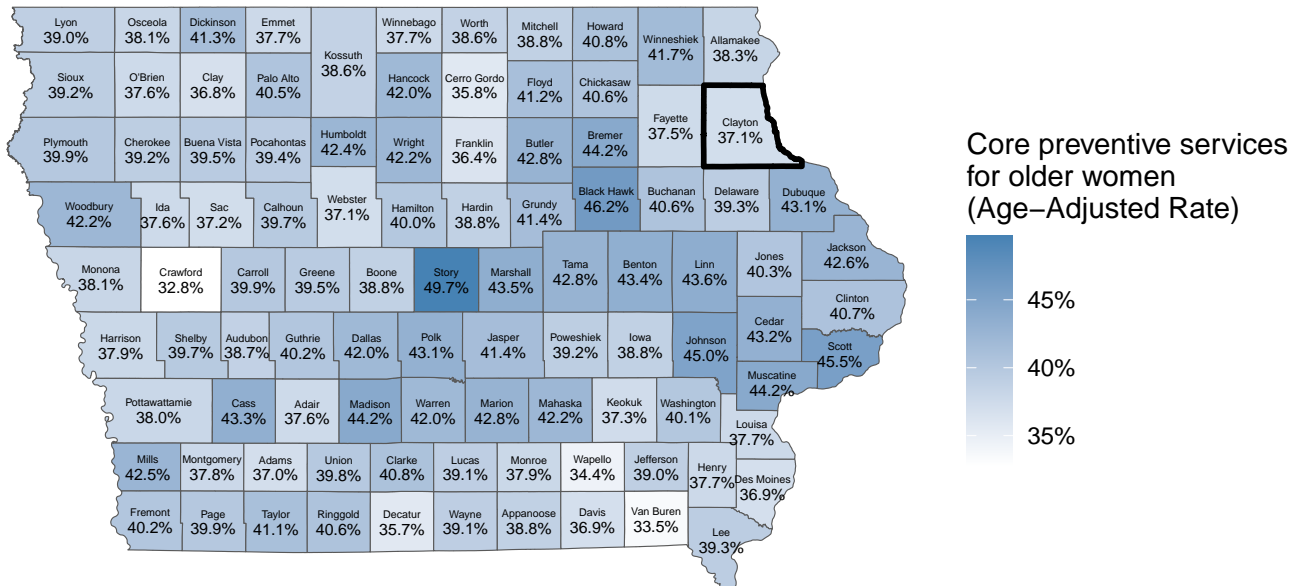 Lyon
39.0%
Osceola
38.1%
Dickinson
41.3%
Emmet
37.7%
Kossuth
38.6%
Winnebago
37.7%
Worth
38.6%
Mitchell
38.8%
Howard
40.8%
Winneshiek
41.7%
Allamakee
38.3%
Sioux
39.2%
O'Brien
37.6%
Clay
36.8%
Palo Alto
40.5%
Hancock
42.0%
Cerro Gordo
35.8%
Floyd
41.2%
Chickasaw
40.6%
Fayette
37.5%
Clayton
37.1%
Plymouth
39.9%
Cherokee
39.2%
Buena Vista
39.5%
Pocahontas
39.4%
Humboldt
42.4%
Wright
42.2%
Franklin
36.4%
Butler
42.8%
Bremer
44.2%
Woodbury
42.2%
Ida
37.6%
Sac
37.2%
Calhoun
39.7%
Webster
37.1%
Hamilton
40.0%
Hardin
38.8%
Grundy
41.4%
Black Hawk
46.2%
Buchanan
40.6%
Delaware
39.3%
Dubuque
43.1%
Monona
38.1%
Crawford
32.8%
Carroll
39.9%
Greene
39.5%
Boone
38.8%
Story
49.7%
Marshall
43.5%
Tama
42.8%
Benton
43.4%
Linn
43.6%
Jones
40.3%
Jackson
42.6%
Clinton
40.7%
Harrison
37.9%
Shelby
39.7%
Audubon
38.7%
Guthrie
40.2%
Dallas
42.0%
Polk
43.1%
Jasper
41.4%
Poweshiek
39.2%
Iowa
38.8%
Johnson
45.0%
Cedar
43.2%
Scott
45.5%
Muscatine
44.2%
Pottawattamie
38.0%
Cass
43.3%
Adair
37.6%
Madison
44.2%
Warren
42.0%
Marion
42.8%
Mahaska
42.2%
Keokuk
37.3%
Washington
40.1%
Louisa
37.7%
Mills
42.5%
Montgomery
37.8%
Adams
37.0%
Union
39.8%
Clarke
40.8%
Lucas
39.1%
Monroe
37.9%
Wapello
34.4%
Jefferson
39.0%
Henry
37.7%
Des Moines
36.9%
Fremont
40.2%
Page
39.9%
Taylor
41.1%
Ringgold
40.6%
Decatur
35.7%
Wayne
39.1%
Appanoose
38.8%
Davis
36.9%
Van Buren
33.5%
Lee
39.3%
Core preventive services
for older women
(Age−Adjusted Rate)
45%
40%
35%